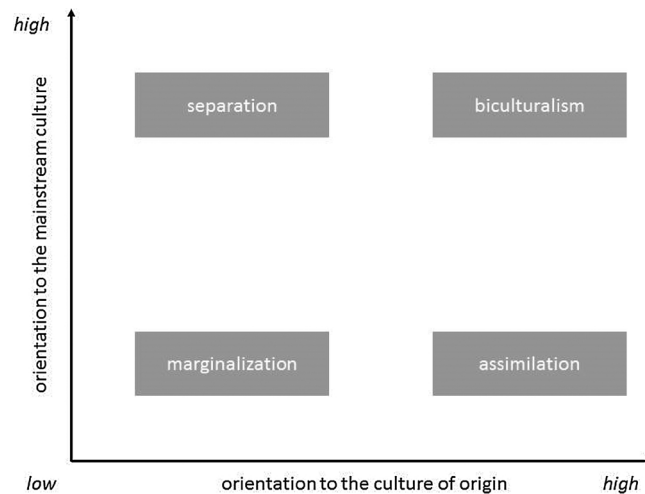 high
orientation to the mainstream culture
separation
biculturalism
marginalization
assimilation
low
orientation to the culture of origin
high